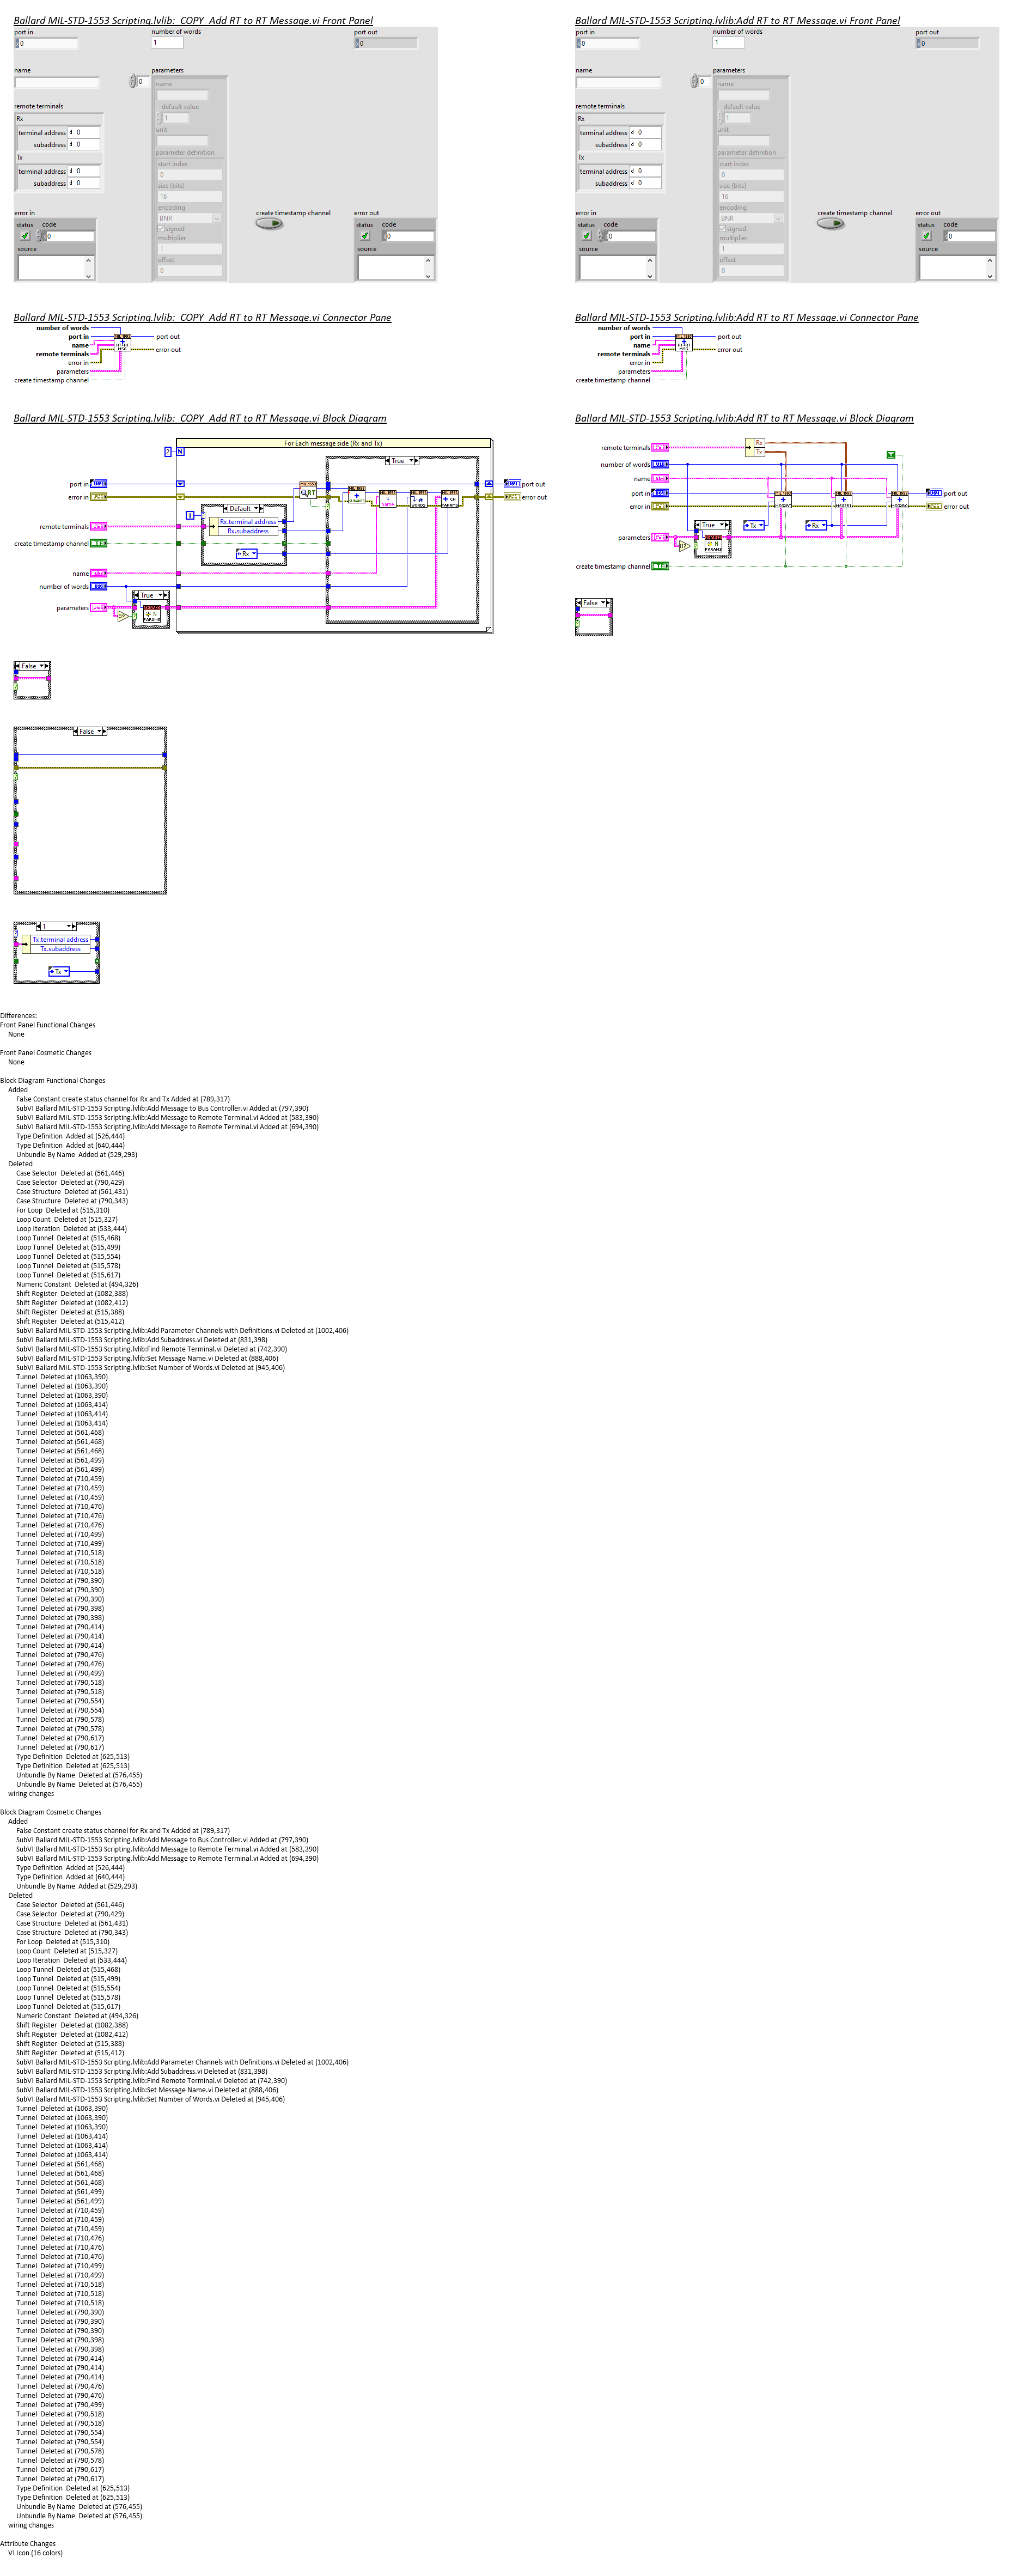 Ballard MIL-STD-1553 Scripting.lvlib:_COPY_Add RT to RT Message.vi Front Panel
port in
0
number of words
1
port out
0
name
0
parameters
name
default value
1
unit
parameter definition
start index
0
size (bits)
16
encoding
BNR
signed
multiplier
1
offset
0
remote terminals
Rx
terminal address d 0
subaddress d 0
Tx
terminal address d 0
subaddress d 0
error in
status code
0
source
create timestamp channel
error out
status code
0
source
Ballard MIL-STD-1553 Scripting.lvlib:Add RT to RT Message.vi Front Panel
port in
0
number of words
1
port out
0
name
0
parameters
name
default value
1
unit
parameter definition
start index
0
size (bits)
16
encoding
BNR
signed
multiplier
1
offset
0
remote terminals
Rx
terminal address d 0
subaddress d 0
Tx
terminal address d 0
subaddress d 0
error in
status code
0
source
create timestamp channel
error out
status code
0
source
Ballard MIL-STD-1553 Scripting.lvlib:_COPY_Add RT to RT Message.vi Connector Pane
number of words
port in
name
remote terminals
error in
parameters
create timestamp channel
port out
error out
Ballard MIL-STD-1553 Scripting.lvlib:Add RT to RT Message.vi Connector Pane
number of words
port in
name
remote terminals
error in
parameters
create timestamp channel
port out
error out
Ballard MIL-STD-1553 Scripting.lvlib:_COPY_Add RT to RT Message.vi Block Diagram
For Each message side (Rx and Tx)
2
N
True
port in
error in
port out
error out
i
Default
Rx.terminal address
Rx.subaddress
Rx
remote terminals
create timestamp channel
name
number of words
parameters
True
False
False
1
Tx.terminal address
Tx.subaddress
Tx
Ballard MIL-STD-1553 Scripting.lvlib:Add RT to RT Message.vi Block Diagram
remote terminals
Rx
Tx
number of words
name
port in
error in
port out
error out
True
Tx
Rx
parameters
create timestamp channel
False
Differences:
Front Panel Functional Changes
None
Front Panel Cosmetic Changes
None
Block Diagram Functional Changes
Added
False Constant create status channel for Rx and Tx Added at (789,317)
SubVI Ballard MIL-STD-1553 Scripting.lvlib:Add Message to Bus Controller.vi Added at (797,390)
SubVI Ballard MIL-STD-1553 Scripting.lvlib:Add Message to Remote Terminal.vi Added at (583,390)
SubVI Ballard MIL-STD-1553 Scripting.lvlib:Add Message to Remote Terminal.vi Added at (694,390)
Type Definition  Added at (526,444)
Type Definition  Added at (640,444)
Unbundle By Name  Added at (529,293)
Deleted
Case Selector  Deleted at (561,446)
Case Selector  Deleted at (790,429)
Case Structure  Deleted at (561,431)
Case Structure  Deleted at (790,343)
For Loop  Deleted at (515,310)
Loop Count  Deleted at (515,327)
Loop Iteration  Deleted at (533,444)
Loop Tunnel  Deleted at (515,468)
Loop Tunnel  Deleted at (515,499)
Loop Tunnel  Deleted at (515,554)
Loop Tunnel  Deleted at (515,578)
Loop Tunnel  Deleted at (515,617)
Numeric Constant  Deleted at (494,326)
Shift Register  Deleted at (1082,388)
Shift Register  Deleted at (1082,412)
Shift Register  Deleted at (515,388)
Shift Register  Deleted at (515,412)
SubVI Ballard MIL-STD-1553 Scripting.lvlib:Add Parameter Channels with Definitions.vi Deleted at (1002,406)
SubVI Ballard MIL-STD-1553 Scripting.lvlib:Add Subaddress.vi Deleted at (831,398)
SubVI Ballard MIL-STD-1553 Scripting.lvlib:Find Remote Terminal.vi Deleted at (742,390)
SubVI Ballard MIL-STD-1553 Scripting.lvlib:Set Message Name.vi Deleted at (888,406)
SubVI Ballard MIL-STD-1553 Scripting.lvlib:Set Number of Words.vi Deleted at (945,406)
Tunnel  Deleted at (1063,390)
Tunnel  Deleted at (1063,390)
Tunnel  Deleted at (1063,390)
Tunnel  Deleted at (1063,414)
Tunnel  Deleted at (1063,414)
Tunnel  Deleted at (1063,414)
Tunnel  Deleted at (561,468)
Tunnel  Deleted at (561,468)
Tunnel  Deleted at (561,468)
Tunnel  Deleted at (561,499)
Tunnel  Deleted at (561,499)
Tunnel  Deleted at (710,459)
Tunnel  Deleted at (710,459)
Tunnel  Deleted at (710,459)
Tunnel  Deleted at (710,476)
Tunnel  Deleted at (710,476)
Tunnel  Deleted at (710,476)
Tunnel  Deleted at (710,499)
Tunnel  Deleted at (710,499)
Tunnel  Deleted at (710,518)
Tunnel  Deleted at (710,518)
Tunnel  Deleted at (710,518)
Tunnel  Deleted at (790,390)
Tunnel  Deleted at (790,390)
Tunnel  Deleted at (790,390)
Tunnel  Deleted at (790,398)
Tunnel  Deleted at (790,398)
Tunnel  Deleted at (790,414)
Tunnel  Deleted at (790,414)
Tunnel  Deleted at (790,414)
Tunnel  Deleted at (790,476)
Tunnel  Deleted at (790,476)
Tunnel  Deleted at (790,499)
Tunnel  Deleted at (790,518)
Tunnel  Deleted at (790,518)
Tunnel  Deleted at (790,554)
Tunnel  Deleted at (790,554)
Tunnel  Deleted at (790,578)
Tunnel  Deleted at (790,578)
Tunnel  Deleted at (790,617)
Tunnel  Deleted at (790,617)
Type Definition  Deleted at (625,513)
Type Definition  Deleted at (625,513)
Unbundle By Name  Deleted at (576,455)
Unbundle By Name  Deleted at (576,455)
wiring changes
Block Diagram Cosmetic Changes
Added
False Constant create status channel for Rx and Tx Added at (789,317)
SubVI Ballard MIL-STD-1553 Scripting.lvlib:Add Message to Bus Controller.vi Added at (797,390)
SubVI Ballard MIL-STD-1553 Scripting.lvlib:Add Message to Remote Terminal.vi Added at (583,390)
SubVI Ballard MIL-STD-1553 Scripting.lvlib:Add Message to Remote Terminal.vi Added at (694,390)
Type Definition  Added at (526,444)
Type Definition  Added at (640,444)
Unbundle By Name  Added at (529,293)
Deleted
Case Selector  Deleted at (561,446)
Case Selector  Deleted at (790,429)
Case Structure  Deleted at (561,431)
Case Structure  Deleted at (790,343)
For Loop  Deleted at (515,310)
Loop Count  Deleted at (515,327)
Loop Iteration  Deleted at (533,444)
Loop Tunnel  Deleted at (515,468)
Loop Tunnel  Deleted at (515,499)
Loop Tunnel  Deleted at (515,554)
Loop Tunnel  Deleted at (515,578)
Loop Tunnel  Deleted at (515,617)
Numeric Constant  Deleted at (494,326)
Shift Register  Deleted at (1082,388)
Shift Register  Deleted at (1082,412)
Shift Register  Deleted at (515,388)
Shift Register  Deleted at (515,412)
SubVI Ballard MIL-STD-1553 Scripting.lvlib:Add Parameter Channels with Definitions.vi Deleted at (1002,406)
SubVI Ballard MIL-STD-1553 Scripting.lvlib:Add Subaddress.vi Deleted at (831,398)
SubVI Ballard MIL-STD-1553 Scripting.lvlib:Find Remote Terminal.vi Deleted at (742,390)
SubVI Ballard MIL-STD-1553 Scripting.lvlib:Set Message Name.vi Deleted at (888,406)
SubVI Ballard MIL-STD-1553 Scripting.lvlib:Set Number of Words.vi Deleted at (945,406)
Tunnel  Deleted at (1063,390)
Tunnel  Deleted at (1063,390)
Tunnel  Deleted at (1063,390)
Tunnel  Deleted at (1063,414)
Tunnel  Deleted at (1063,414)
Tunnel  Deleted at (1063,414)
Tunnel  Deleted at (561,468)
Tunnel  Deleted at (561,468)
Tunnel  Deleted at (561,468)
Tunnel  Deleted at (561,499)
Tunnel  Deleted at (561,499)
Tunnel  Deleted at (710,459)
Tunnel  Deleted at (710,459)
Tunnel  Deleted at (710,459)
Tunnel  Deleted at (710,476)
Tunnel  Deleted at (710,476)
Tunnel  Deleted at (710,476)
Tunnel  Deleted at (710,499)
Tunnel  Deleted at (710,499)
Tunnel  Deleted at (710,518)
Tunnel  Deleted at (710,518)
Tunnel  Deleted at (710,518)
Tunnel  Deleted at (790,390)
Tunnel  Deleted at (790,390)
Tunnel  Deleted at (790,390)
Tunnel  Deleted at (790,398)
Tunnel  Deleted at (790,398)
Tunnel  Deleted at (790,414)
Tunnel  Deleted at (790,414)
Tunnel  Deleted at (790,414)
Tunnel  Deleted at (790,476)
Tunnel  Deleted at (790,476)
Tunnel  Deleted at (790,499)
Tunnel  Deleted at (790,518)
Tunnel  Deleted at (790,518)
Tunnel  Deleted at (790,554)
Tunnel  Deleted at (790,554)
Tunnel  Deleted at (790,578)
Tunnel  Deleted at (790,578)
Tunnel  Deleted at (790,617)
Tunnel  Deleted at (790,617)
Type Definition  Deleted at (625,513)
Type Definition  Deleted at (625,513)
Unbundle By Name  Deleted at (576,455)
Unbundle By Name  Deleted at (576,455)
wiring changes
Attribute Changes
VI Icon (16 colors)